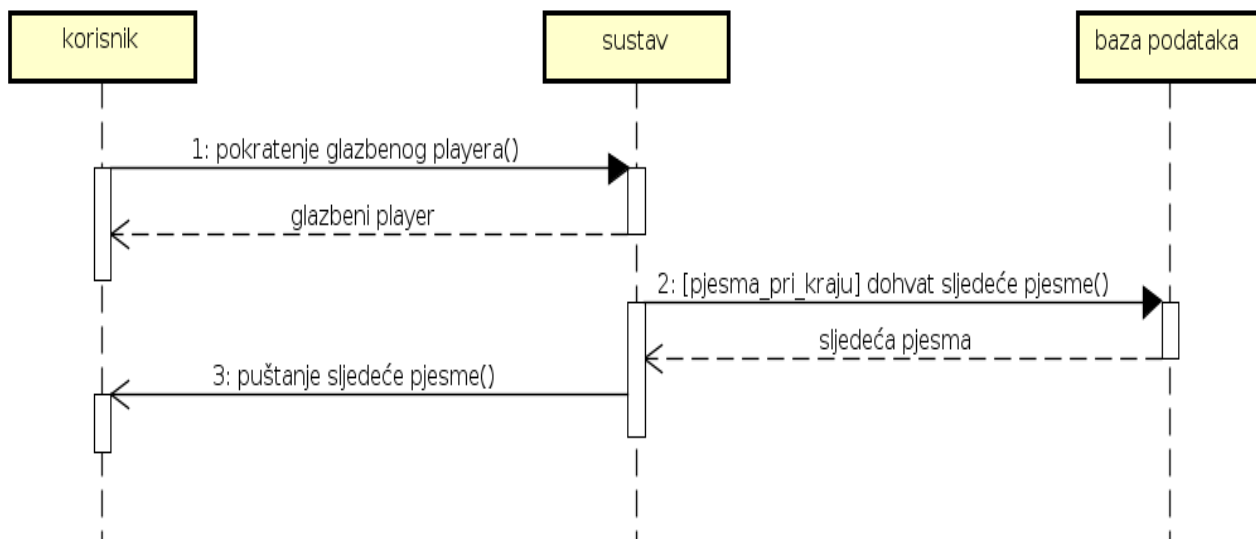 korisnik
sustav
baza podataka
1: pokratenje glazbenog playera()
glazbeni player
2: [pjesma_pri_kraju] dohvat sljedeće pjesme()
sljedeća pjesma
3: puštanje sljedeće pjesme()